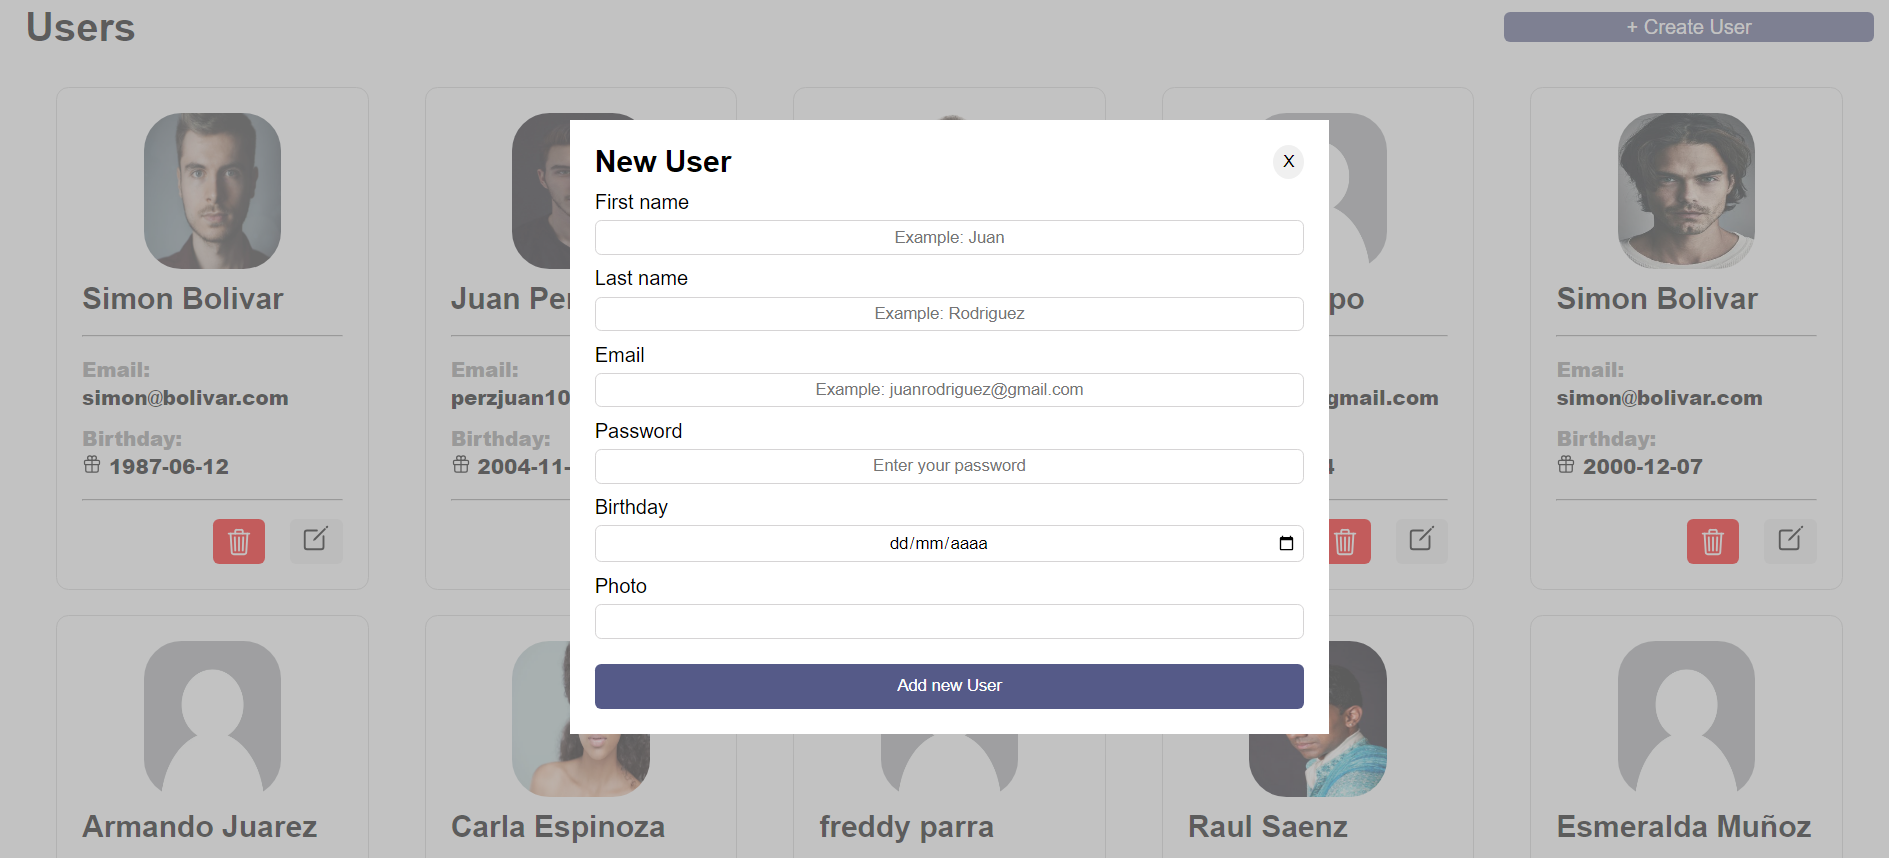 Users
+ Create User
New User
X
First name
Example: Juan
Last name
Example: Rodriguez
Email
Example: juanrodriguez@gmail.com
Password
Enter your password
Birthday
dd/mm/aaaa
Photo
Add new User
Simon Bolivar
Email:
simon@bolivar.com
Birthday:
1987-06-12
Juan Per
Email:
perzjuan10
Birthday:
2004-11-
po
gmail.com
Simon Bolivar
Email:
simon@bolivar.com
Birthday:
2000-12-07
Armando Juarez
Carla Espinoza
freddy parra
Raul Saenz
Esmeralda Muñoz